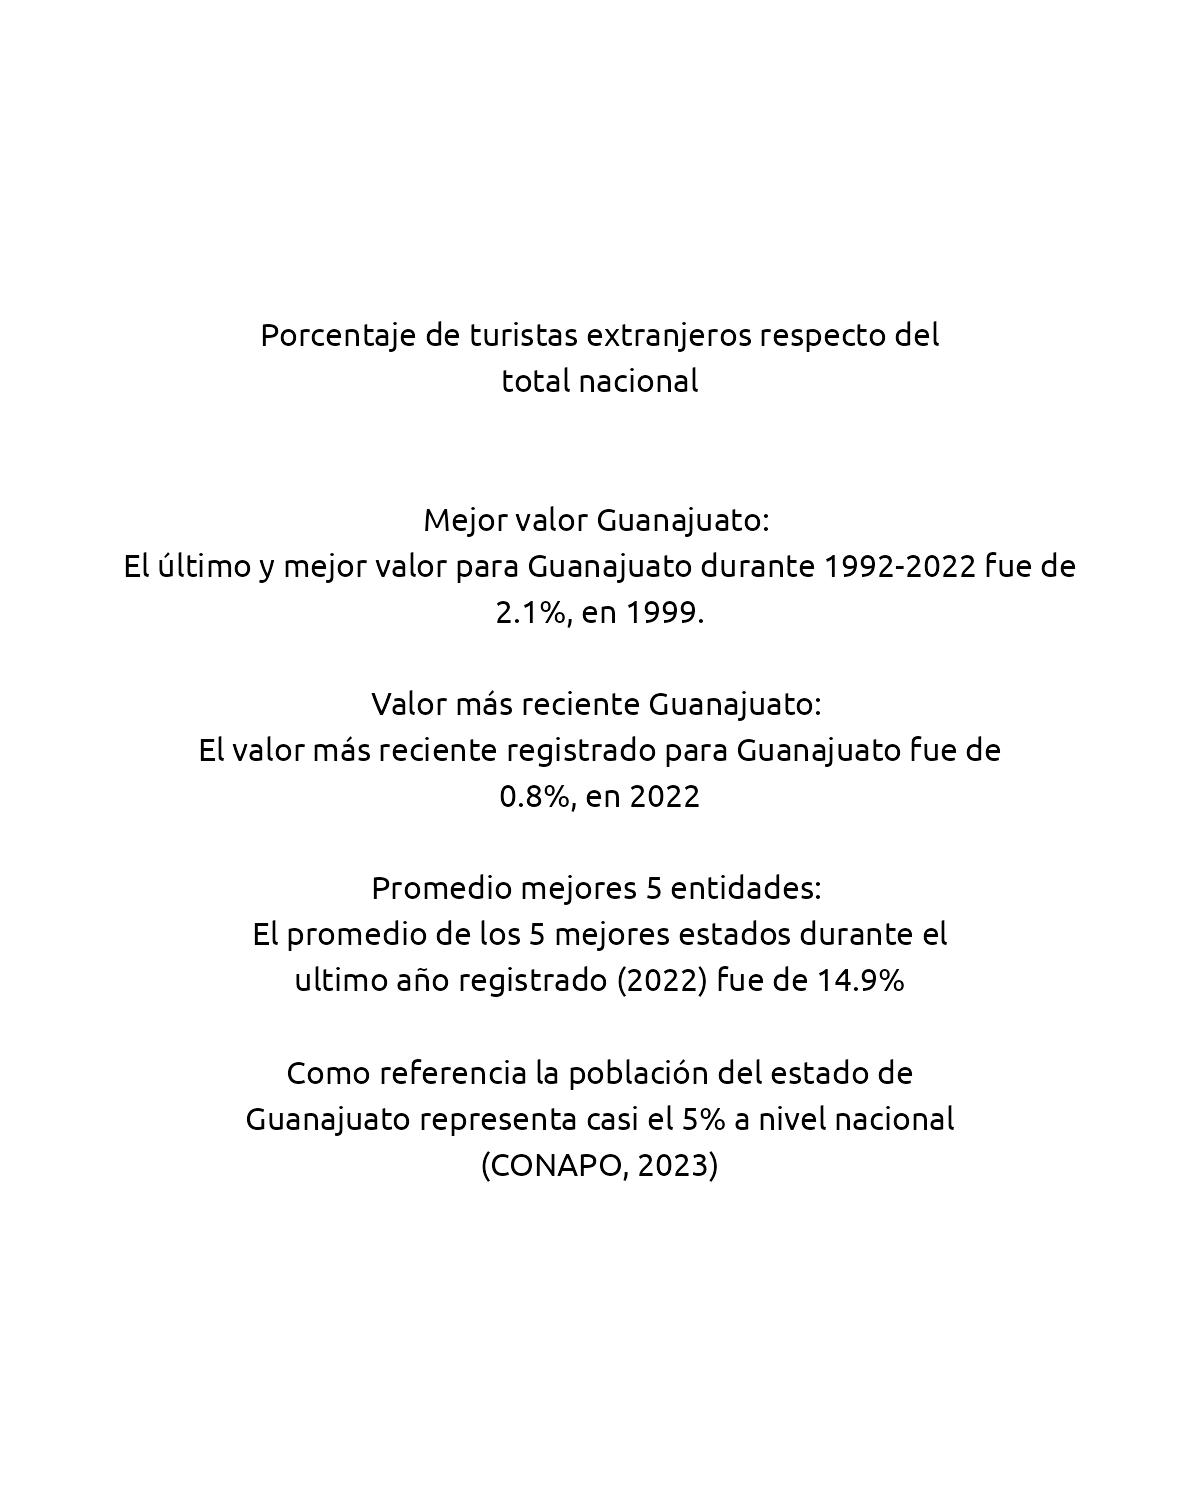 Porcentaje de turistas extranjeros respecto del
total nacional
Mejor valor Guanajuato:
El último y mejor valor para Guanajuato durante 1992-2022 fue de
2.1%, en 1999.
Valor más reciente Guanajuato:
El valor más reciente registrado para Guanajuato fue de
0.8%, en 2022
Promedio mejores 5 entidades:
El promedio de los 5 mejores estados durante el
ultimo año registrado (2022) fue de 14.9%
Como referencia la población del estado de
Guanajuato representa casi el 5% a nivel nacional
(CONAPO, 2023)